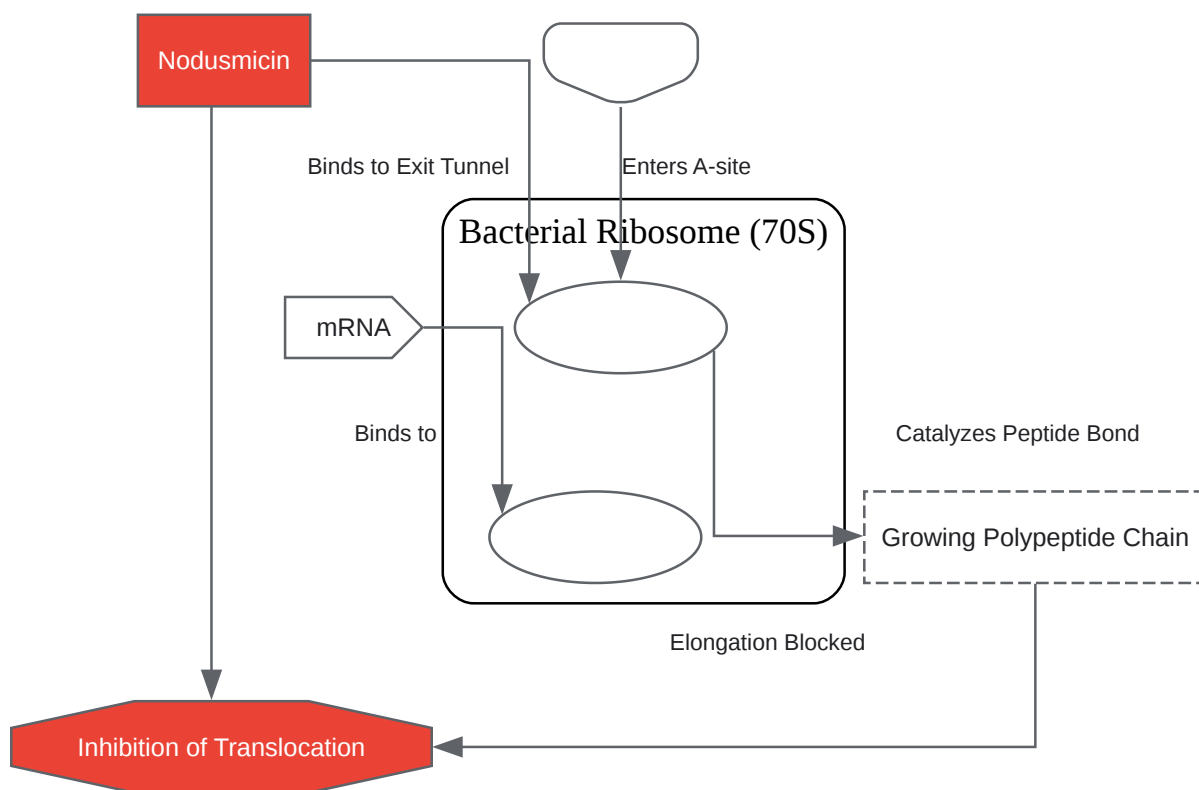 Nodusmicin
Binds to Exit Tunnel
Enters A-site
Bacterial Ribosome (70S)
mRNA
Binds to
Catalyzes Peptide Bond
Growing Polypeptide Chain
Elongation Blocked
Inhibition of Translocation